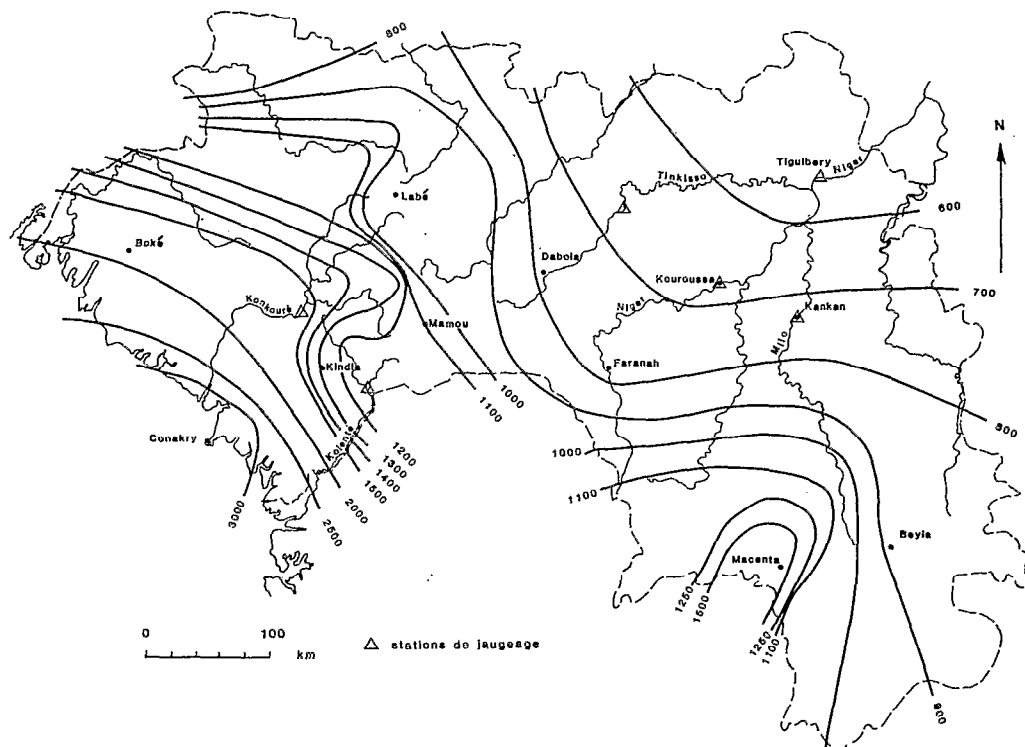 800
N
Tiguibery
Niger
Tinkisso
Labé
600
Boké
Dabola
Kouroussa
700
Konkouré
Niger
Kankan
Mamou
Milo
Kindia
Faranah
1000
1100
800
Conakry
Kolente
1200
1300
1400
1500
2000
2500
3000
1000
1100
Beyla
Macenta
1250
1500
1250
1100
900
0 100
km
stations de jaugeage